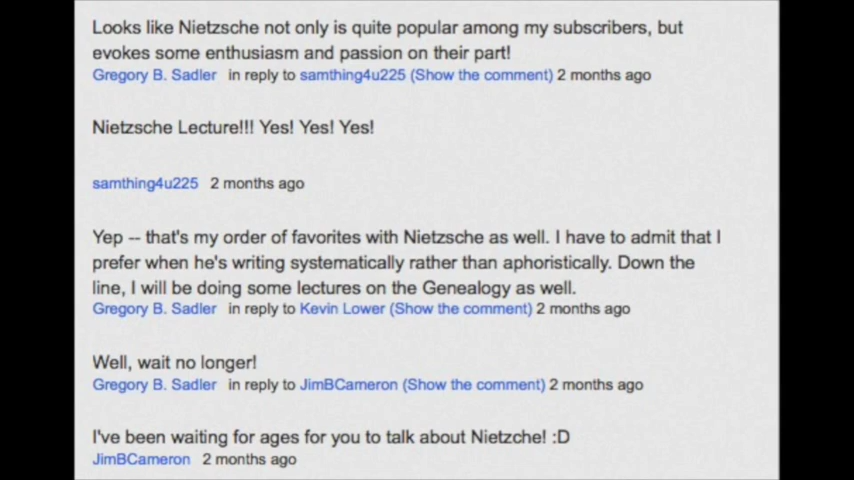 Looks like Nietzsche not only is quite popular among my subscribers, but
evokes some enthusiasm and passion on their part!
Gregory B. Sadler in reply to samthing4u225 (Show the comment) 2 months ago
Nietzsche Lecture!!! Yes! Yes! Yes!
samthing4u225 2 months ago
Yep -- that's my order of favorites with Nietzsche as well. I have to admit that I
prefer when he's writing systematically rather than aphoristically. Down the
line, I will be doing some lectures on the Genealogy as well.
Gregory B. Sadler in reply to Kevin Lower (Show the comment) 2 months ago
Well, wait no longer!
Gregory B. Sadler in reply to JimBCameron (Show the comment) 2 months ago
I've been waiting for ages for you to talk about Nietzche! :D
JimBCameron 2 months ago